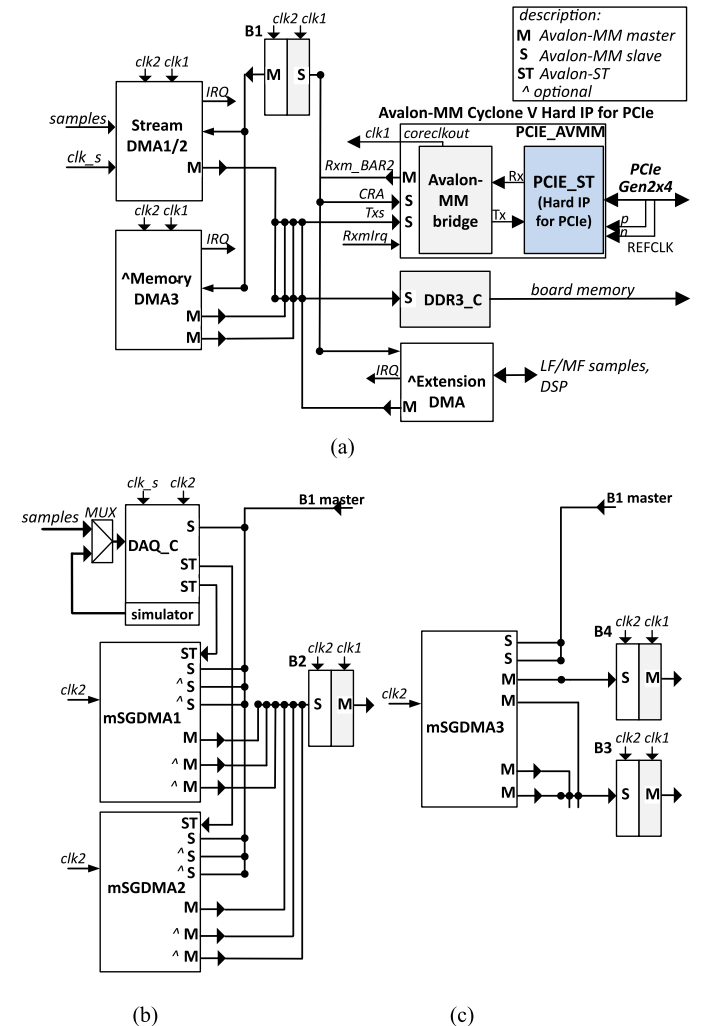 description:
M Avalon-MM master
S Avalon-MM slave
ST Avalon-ST
^ optional
B1
clk2 clk1
M S
clk2 clk1
IRQ
samples
Stream
DMA1/2
clk_s
M
Avalon-MM Cyclone V Hard IP for PCIe
clk1 coreclkout
PCIE_AVMM
Rxm_BAR2
M
CRA
S
Txs
S
RxmIrq
Avalon-
MM
bridge
Rx
Tx
PCIE_ST
(Hard IP
for PCIe)
PCIe
Gen2x4
p
n
REFCLK
clk2 clk1
IRQ
^Memory
DMA3
M
M
S DDR3_C
board memory
IRQ
^Extension
DMA
M
LF/MF samples,
DSP
(a)
clk_s clk2
samples
MUX
DAQ_C
S
ST
ST
simulator
B1 master
clk2
mSGDMA1
ST
S
^ S
^ S
M
^ M
^ M
B2
clk2 clk1
S M
clk2
mSGDMA2
ST
S
^ S
^ S
M
^ M
^ M
B1 master
clk2
mSGDMA3
S
S
M
M
M
M
B4
clk2 clk1
S M
B3
clk2 clk1
S M
(b)
(c)